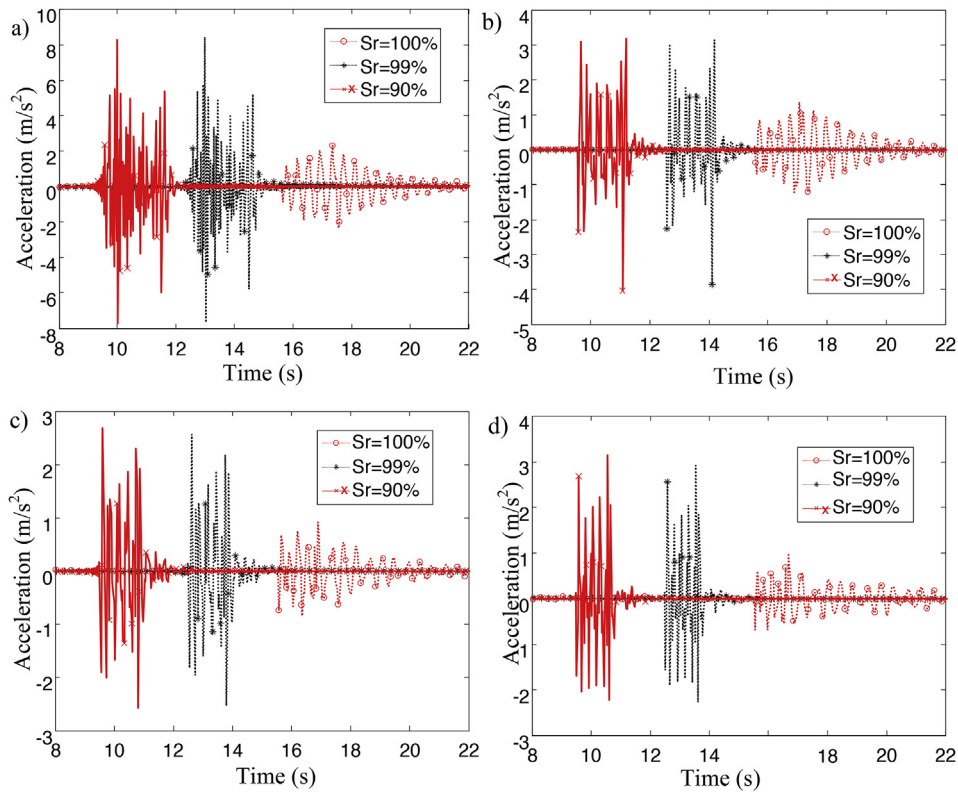 a)
10
8
6
4
2
0
-2
-4
-6
-8
Acceleration (m/s²)
Sr=100%
Sr=99%
Sr=90%
8 10 12 14 16 18 20 22
Time (s)
b)
4
3
2
1
0
-1
-2
-3
-4
-5
Acceleration (m/s²)
Sr=100%
Sr=99%
Sr=90%
8 10 12 14 16 18 20 22
Time (s)
c)
3
2
1
0
-1
-2
-3
Acceleration (m/s²)
Sr=100%
Sr=99%
Sr=90%
8 10 12 14 16 18 20 22
Time (s)
d)
5
4
3
2
1
0
-1
-2
-3
Acceleration (m/s²)
Sr=100%
Sr=99%
Sr=90%
8 10 12 14 16 18 20 22
Time (s)